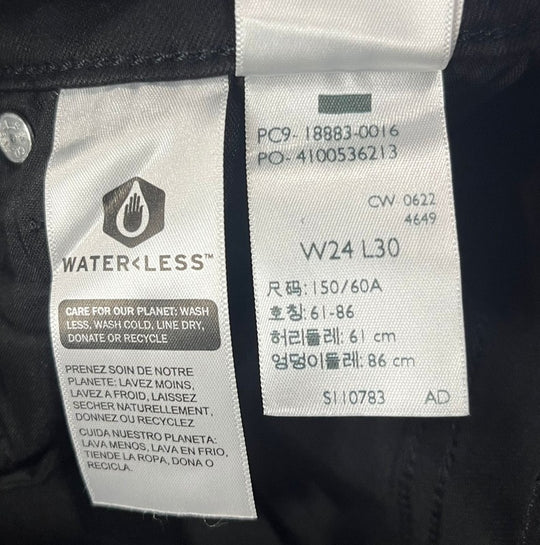 WATER<LESS™
CARE FOR OUR PLANET: WASH
LESS, WASH COLD, LINE DRY,
DONATE OR RECYCLE
PRENEZ SOIN DE NOTRE
PLANETE: LAVEZ MOINS,
LAVEZ A FROID, LAISSEZ
SECHER NATURELLEMENT,
DONNEZ OU RECYCLEZ
CUIDA NUESTRO PLANETA:
LAVA MENOS, LAVA EN FRIO,
TIENDE LA ROPA, DONA O
RECICLA.
PC9- 18883-0016
PO- 4100536213
CW 0622
4649
W24 L30
尺码:150/60A
호칭:61-86
허리둘레: 61 cm
엉덩이둘레: 86 cm
S110783 AD